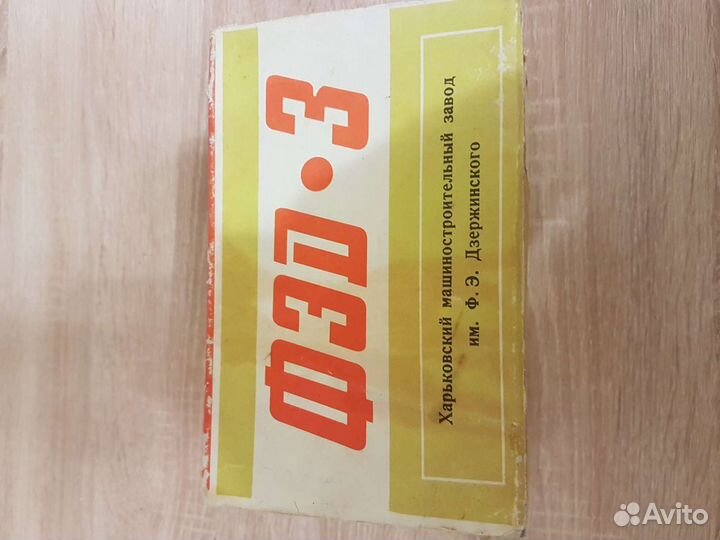 ФЭД·3
Харьковский машиностроительный завод
им. Ф. Э. Дзержинского
Avito